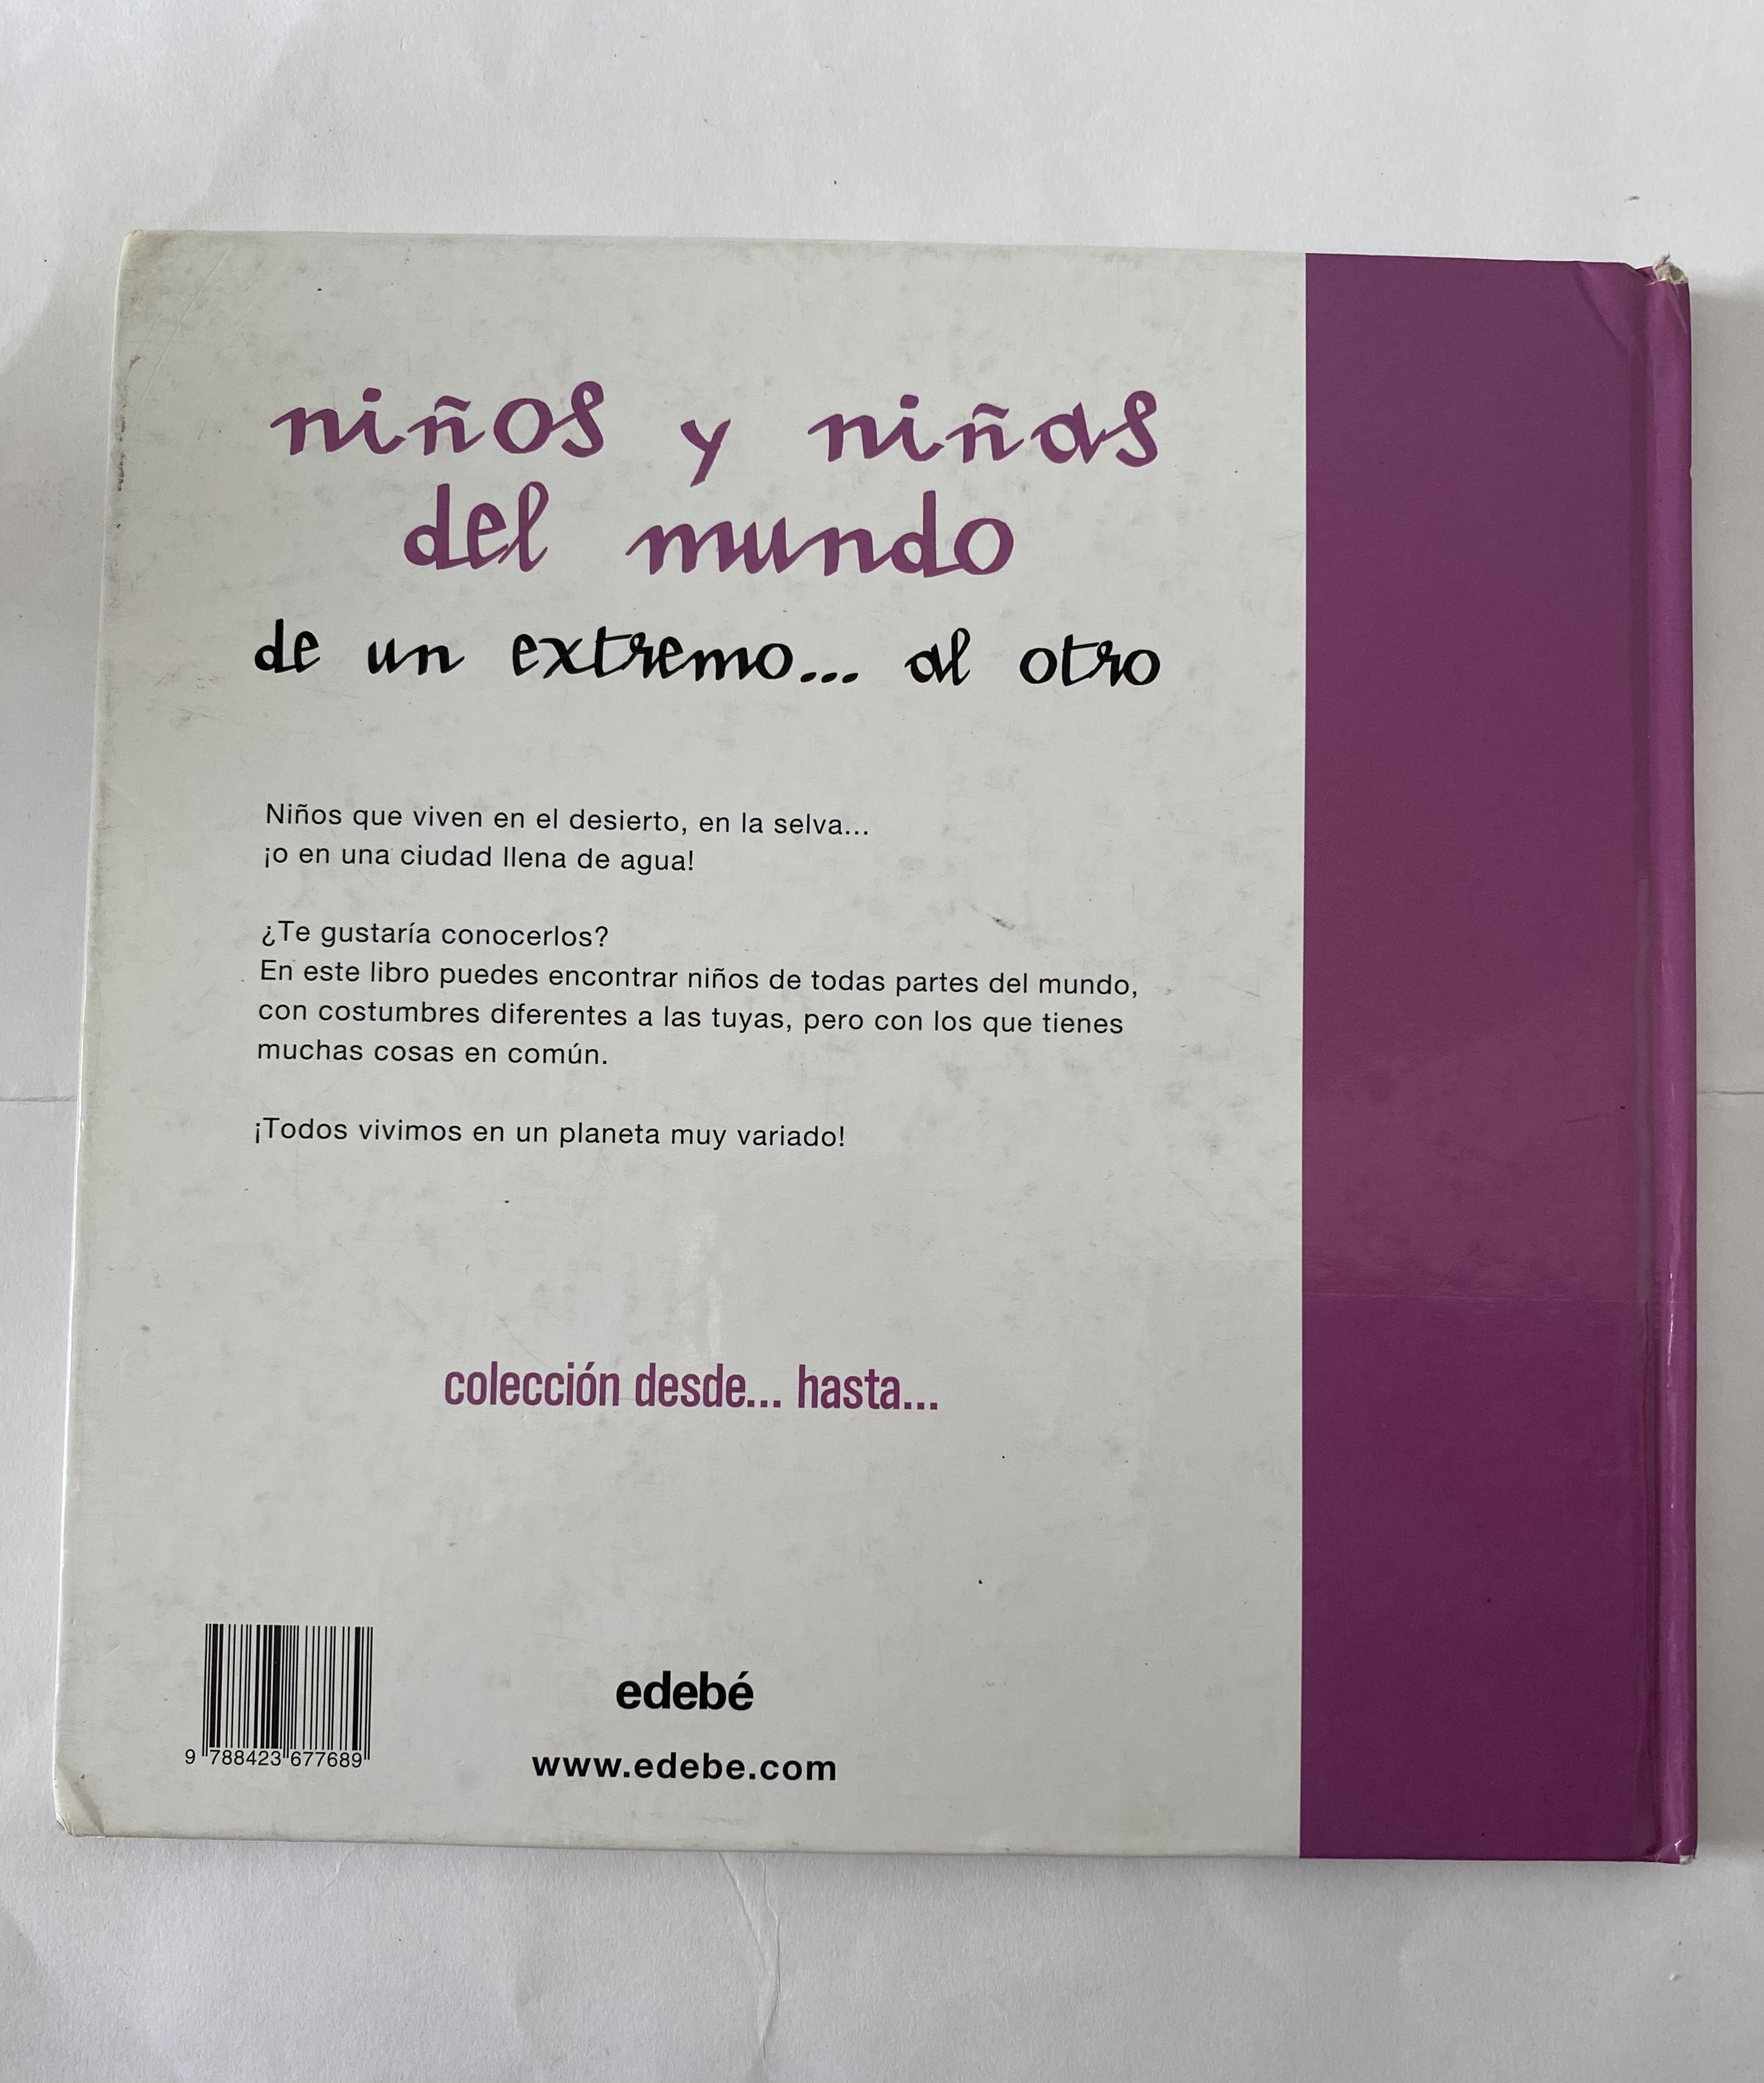 niños y niñas
del mundo
de un extremo... al otro
Niños que viven en el desierto, en la selva...
¡o en una ciudad llena de agua!
¿Te gustaría conocerlos?
En este libro puedes encontrar niños de todas partes del mundo,
con costumbres diferentes a las tuyas, pero con los que tienes
muchas cosas en común.
¡Todos vivimos en un planeta muy variado!
colección desde... hasta...
edebé
www.edebe.com
9 788423 677689